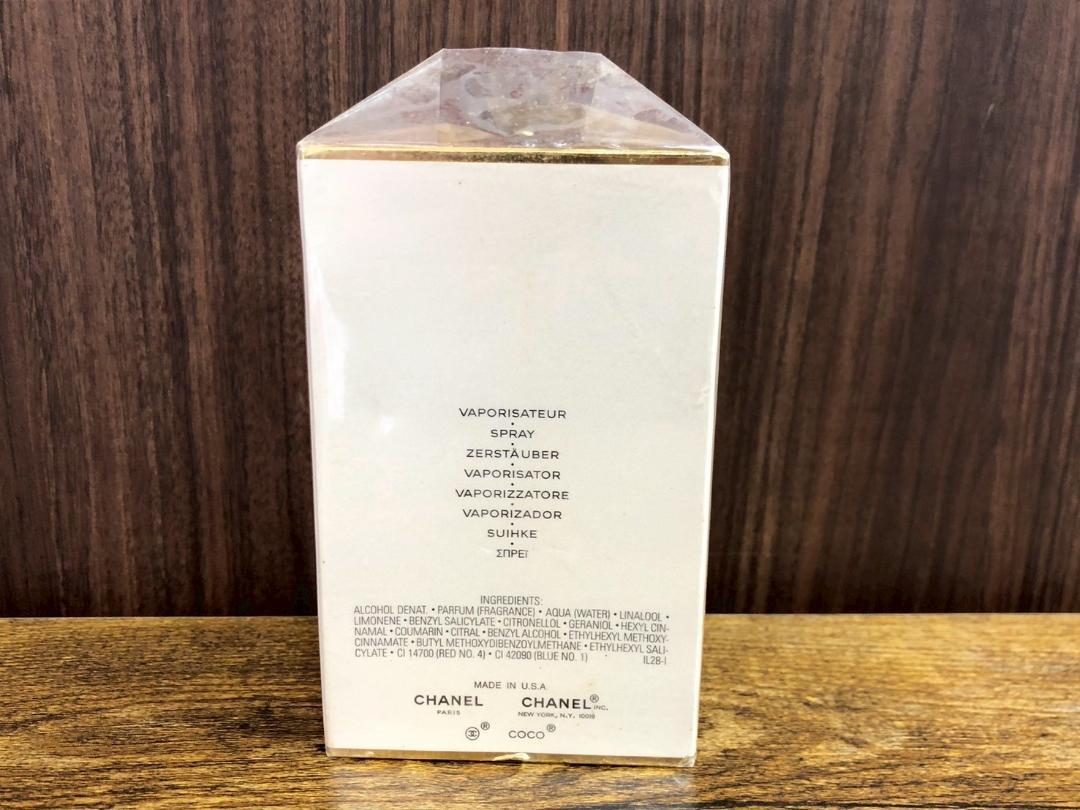 VAPORISATEUR
SPRAY
ZERSTÄUBER
VAPORISATOR
VAPORIZZATORE
VAPORIZADOR
SUIHKE
ΣΠΡΕΪ
INGREDIENTS:
ALCOHOL DENAT. • PARFUM (FRAGRANCE) • AQUA (WATER) • LINALOOL •
LIMONENE • BENZYL SALICYLATE • CITRONELLOL • GERANIOL • HEXYL CIN-
NAMAL • COUMARIN • CITRAL • BENZYL ALCOHOL • ETHYLHEXYL METHOXY-
CINNAMATE • BUTYL METHOXYDIBENZOYLMETHANE • ETHYLHEXYL SALI-
CYLATE • CI 14700 (RED NO. 4) • CI 42090 (BLUE NO. 1) IL28-I
MADE IN U.S.A.
CHANEL CHANEL® INC.
PARIS NEW YORK, N.Y. 10019
® COCO®